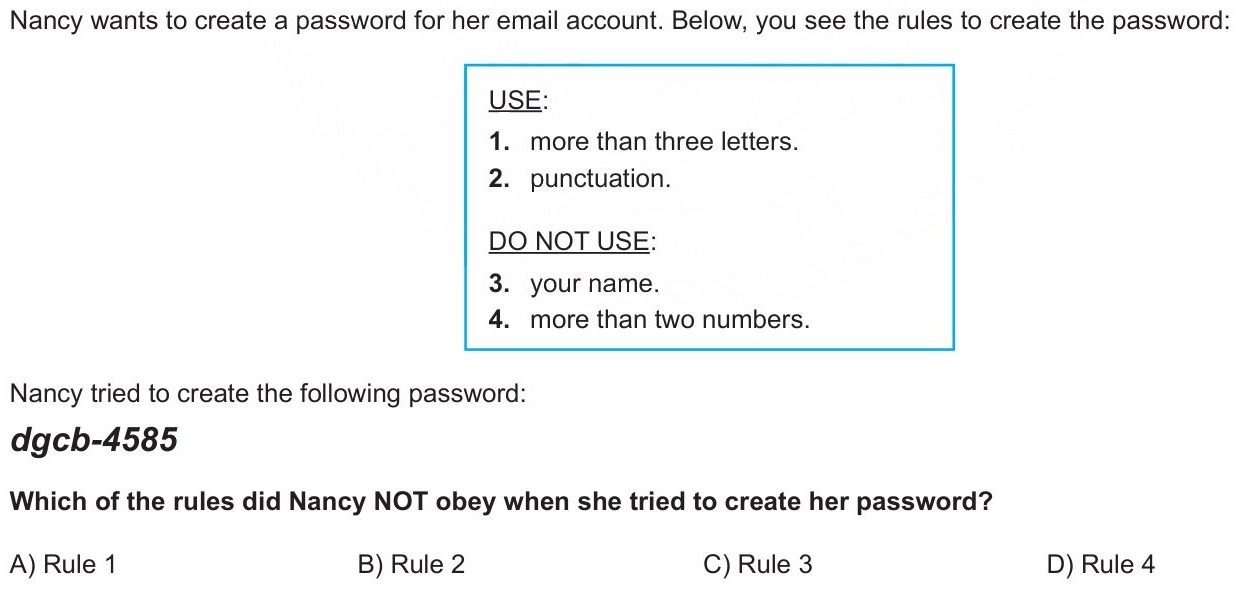 Nancy wants to create a password for her email account. Below, you see the rules to create the password:
USE:
1. more than three letters.
2. punctuation.
DO NOT USE:
3. your name.
4. more than two numbers.
Nancy tried to create the following password:
dgcb-4585
Which of the rules did Nancy NOT obey when she tried to create her password?
A) Rule 1 B) Rule 2 C) Rule 3 D) Rule 4